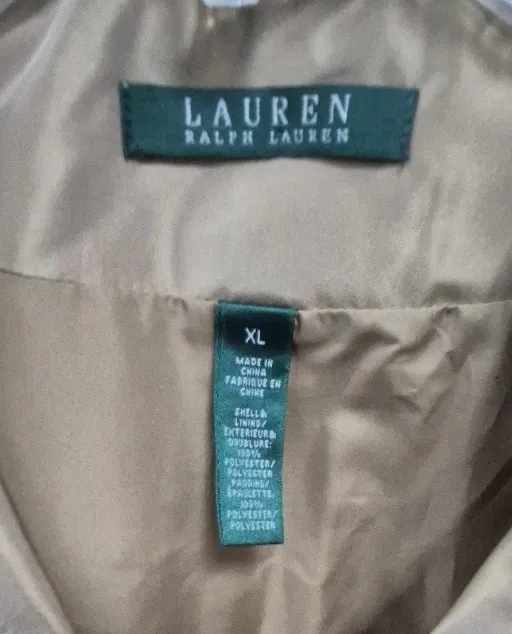 LAUREN
RALPH LAUREN
XL
MADE IN
CHINA
FABRIQUE EN
CHINE
SHELL&
LINING/
EXTERIEUR&
DOUBLURE:
100%
POLYESTER/
POLYESTER
PADDING/
EPAULETTE:
100%
POLYESTER/
POLYESTER